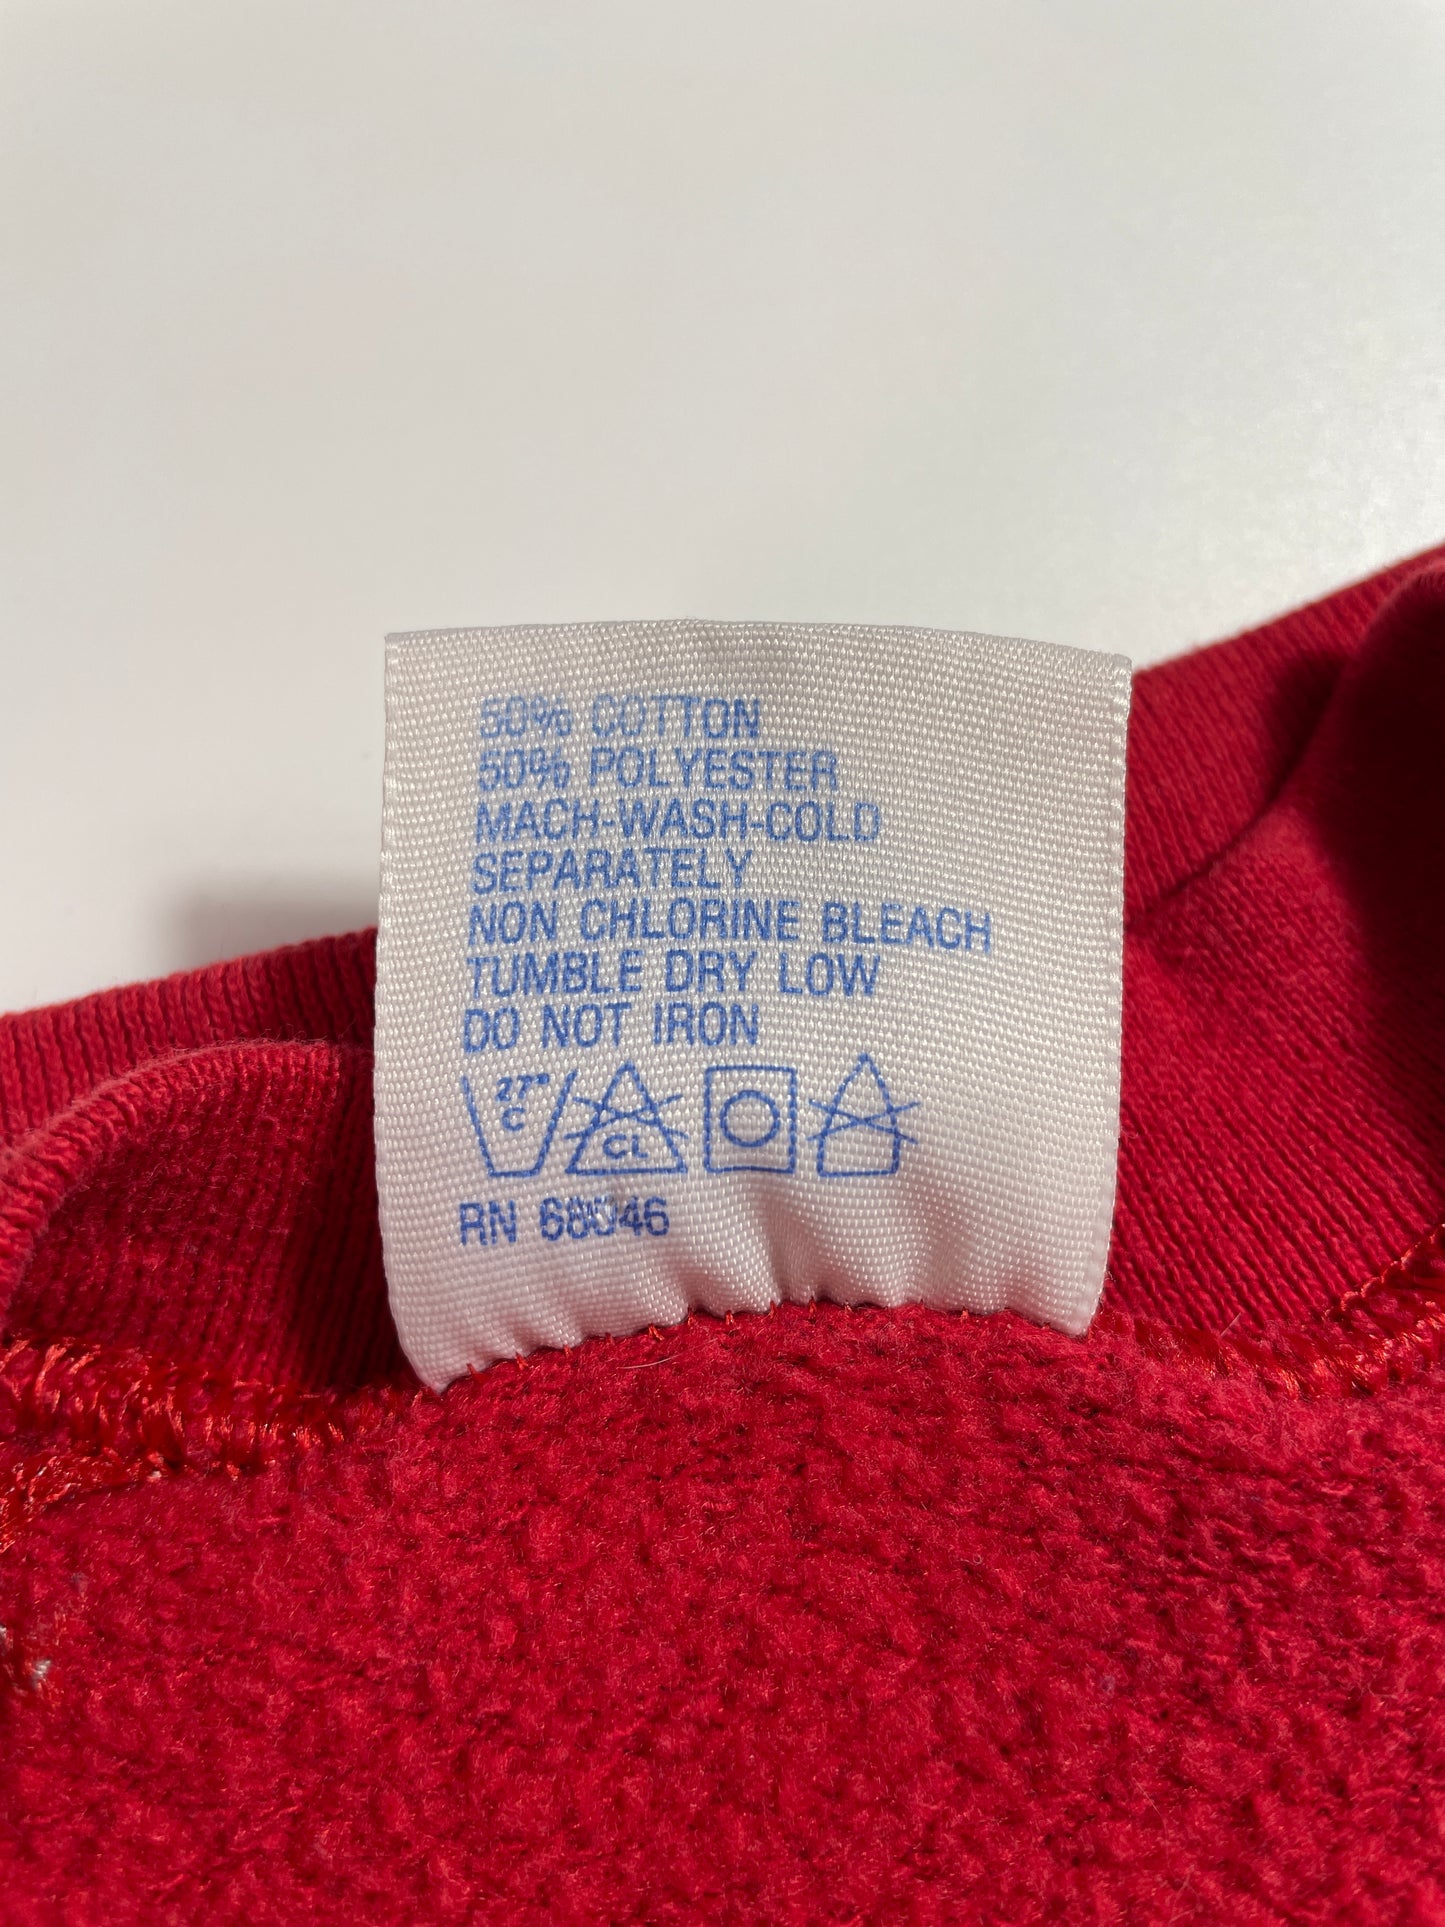 50% COTTON
50% POLYESTER
MACH-WASH-COLD
SEPARATELY
NON CHLORINE BLEACH
TUMBLE DRY LOW
DO NOT IRON
27°
C
CL
RN